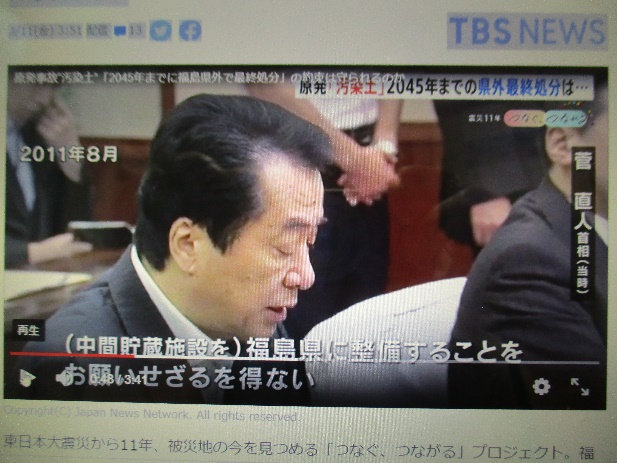 3/11(金) 3:51 配信 13
TBS NEWS
原発事故"汚染土"「2045年までに福島県外で最終処分」の約束は守られるのか
原発「汚染土」2045年までの県外最終処分は…
震災11年 つなぐ、つながる
2011年8月
菅 直人首相(当時)
再生
(中間貯蔵施設を)福島県に整備することを
お願いせざるを得ない
0:48 / 3:41
Copyright(C) Japan News Network. All rights reserved.
東日本大震災から11年、被災地の今を見つめる「つなぐ、つながる」プロジェクト。福